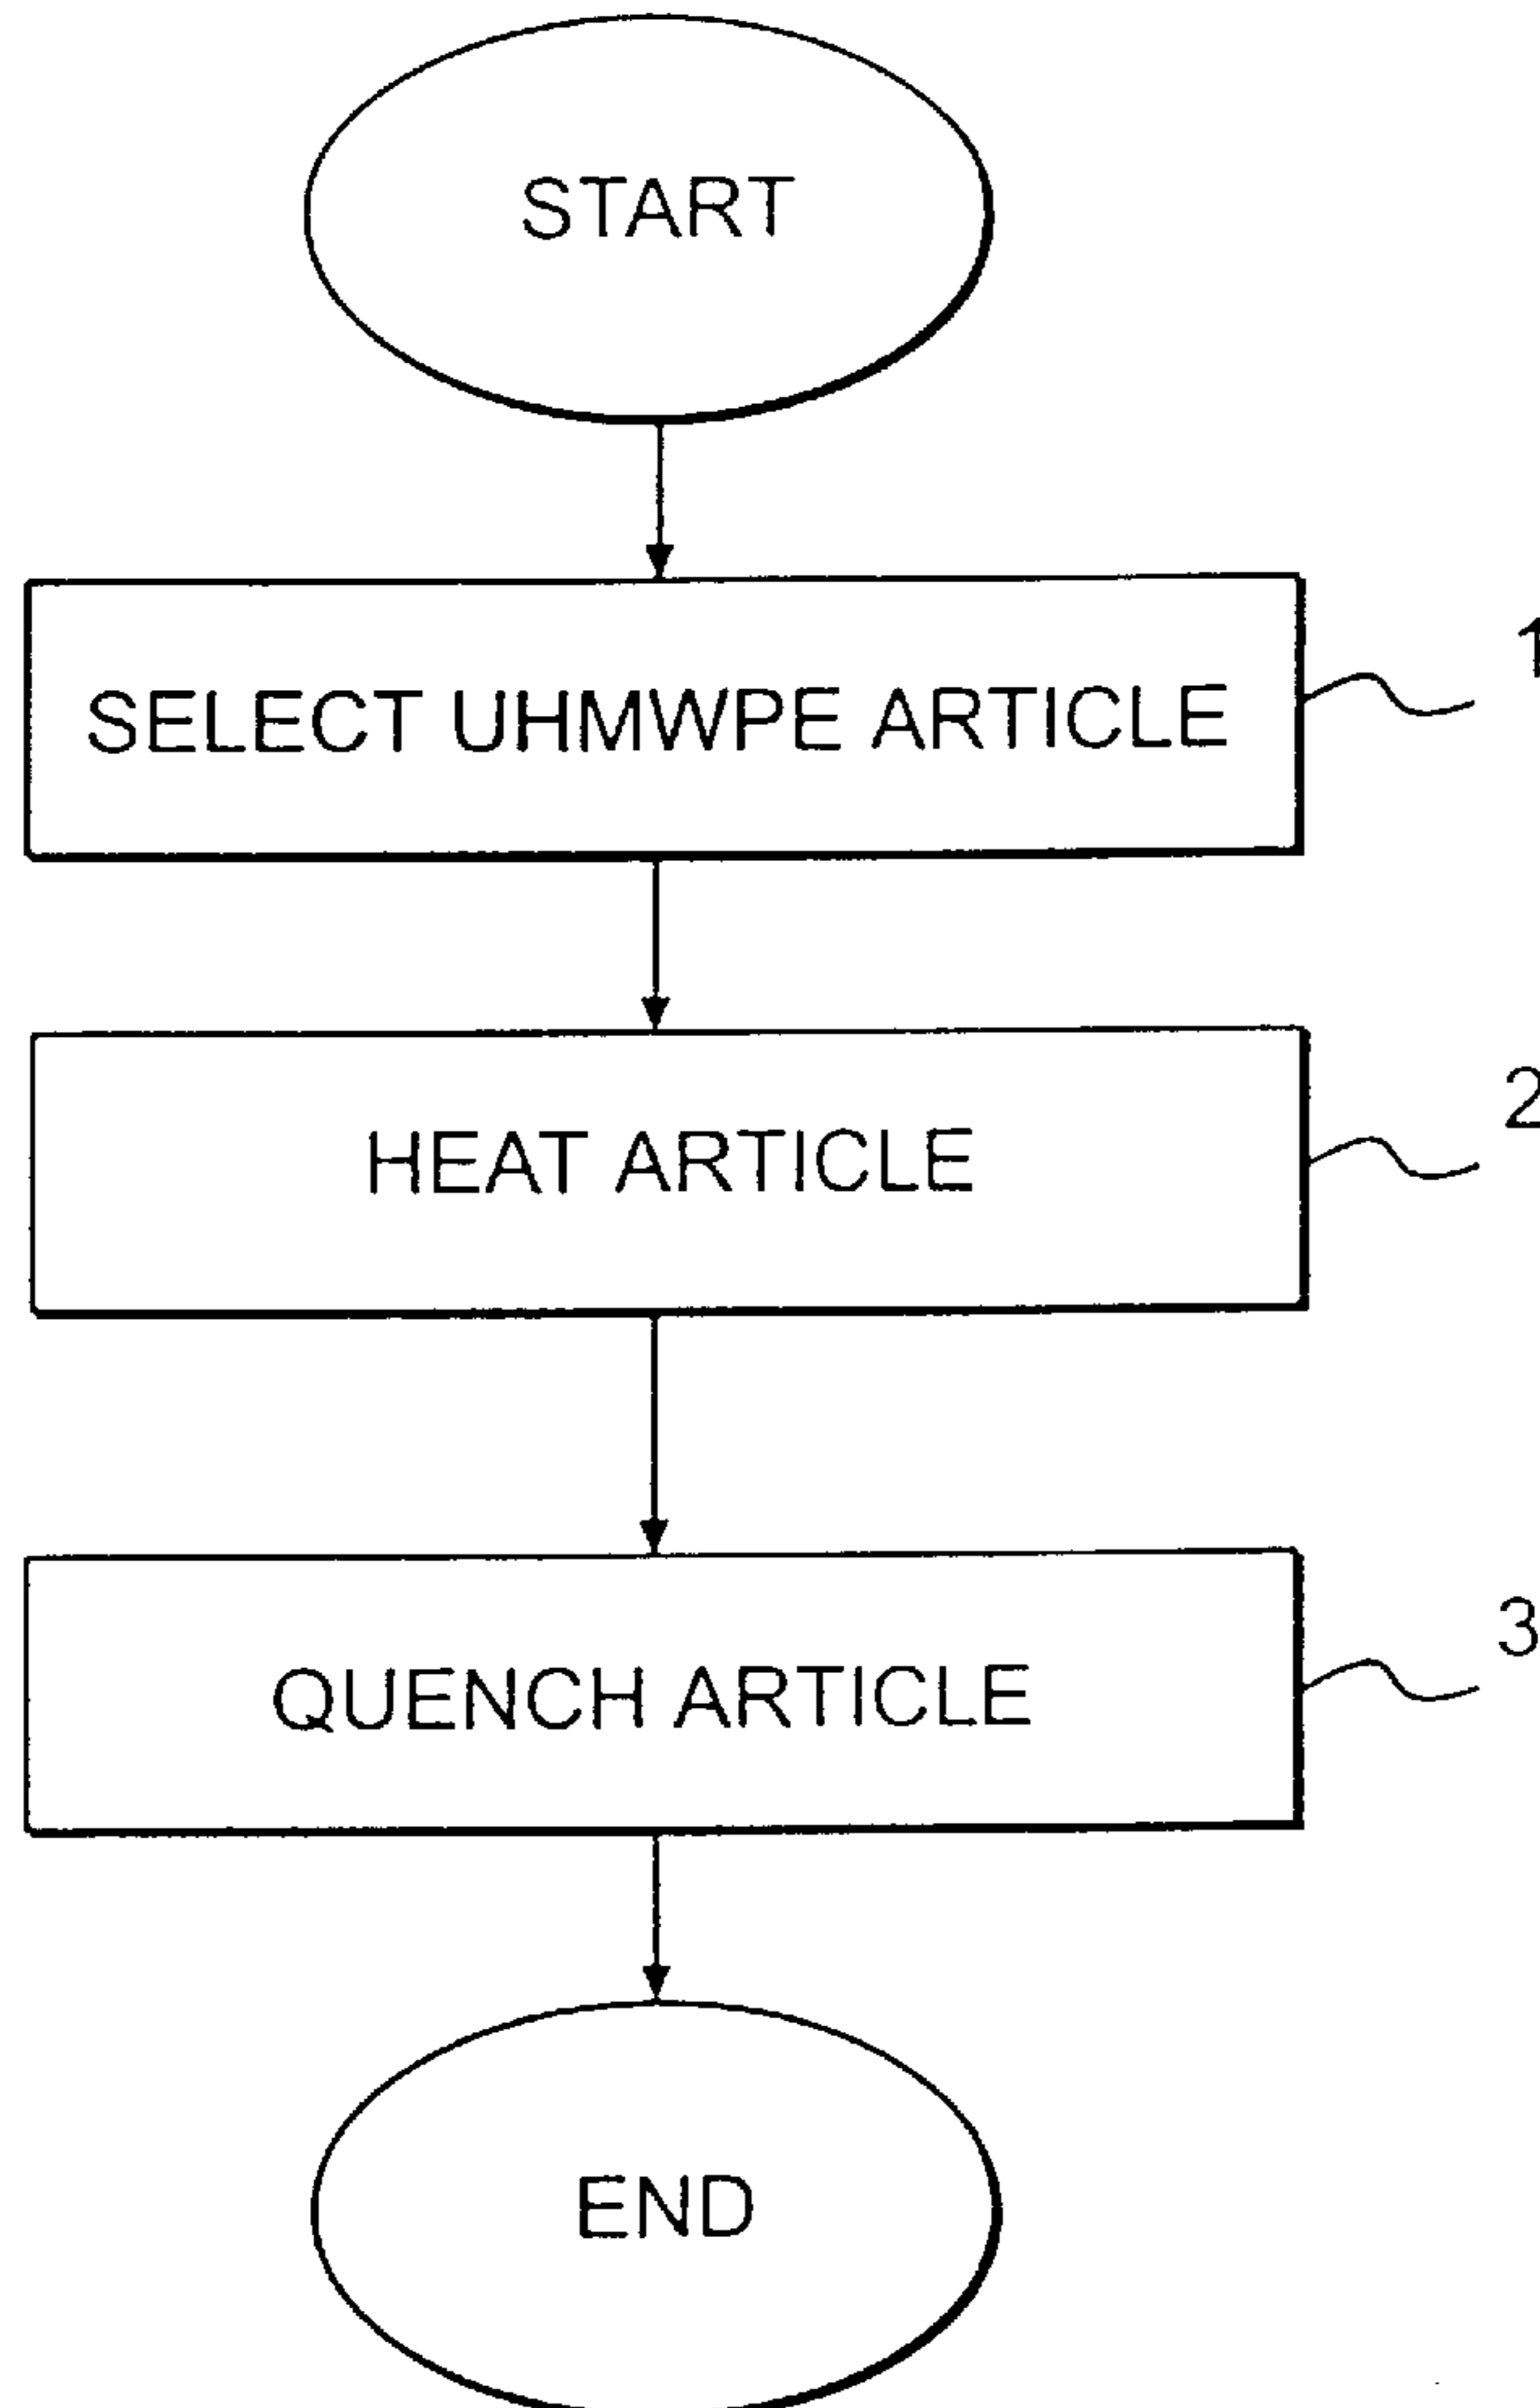 START
SELECT UHMWPE ARTICLE
1
HEAT ARTICLE
2
QUENCH ARTICLE
3
END